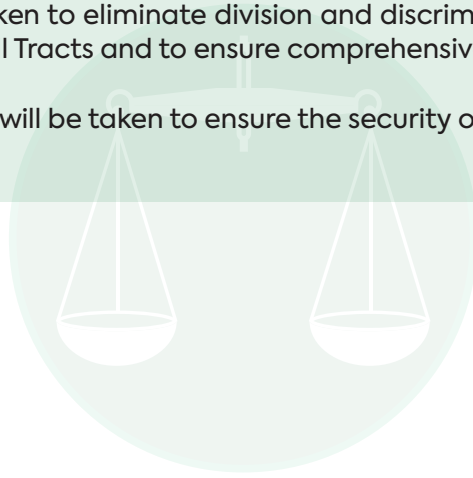 ken to eliminate division and discrim
l Tracts and to ensure comprehensiv
will be taken to ensure the security o